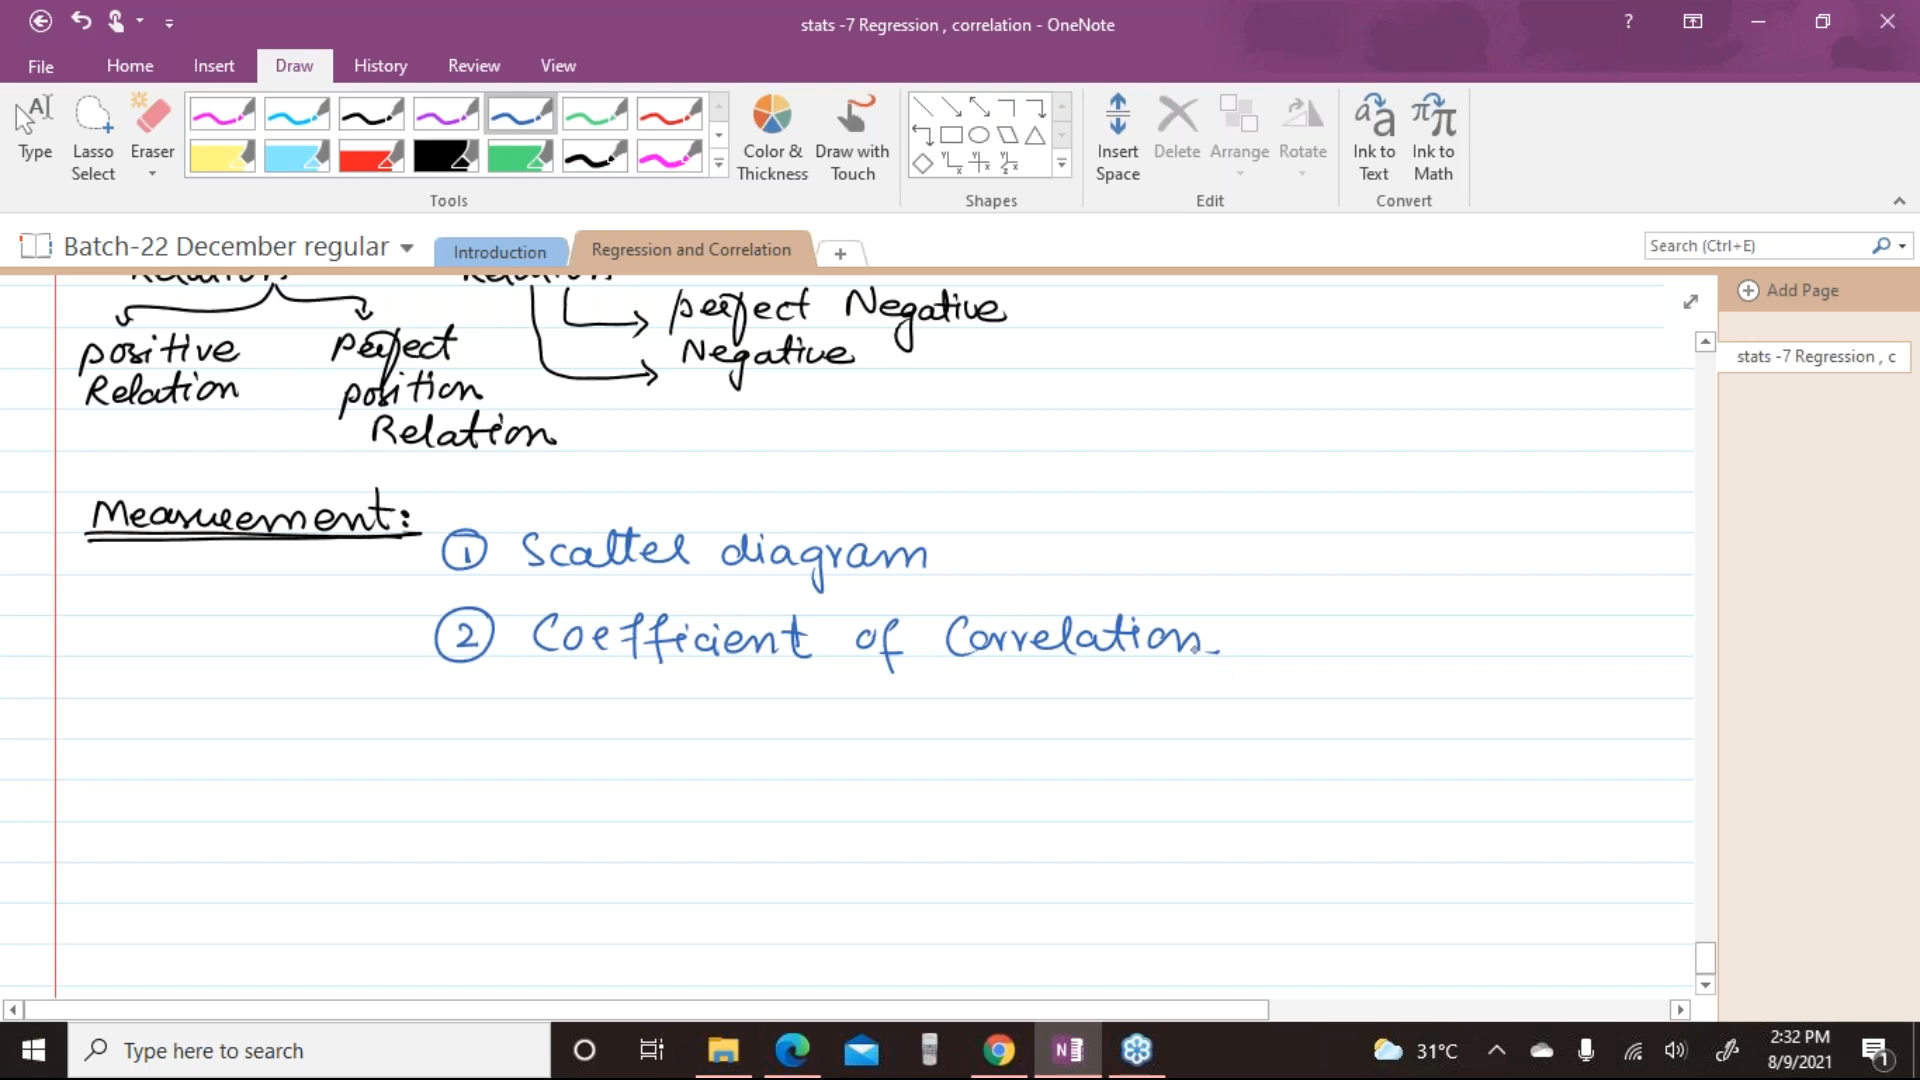 stats -7 Regression , correlation - OneNote
?
File Home Insert Draw History Review View
Type
Lasso Select
Eraser
Color & Thickness
Draw with Touch
Insert Space
Delete
Arrange
Rotate
Ink to Text
Ink to Math
Tools
Shapes
Edit
Convert
Batch-22 December regular
Introduction
Regression and Correlation
Search (Ctrl+E)
Add Page
stats -7 Regression , c
Relation Relation
perfect Negative
Negative
positive Relation
perfect position Relation
Measurement:
1 Scatter diagram
2 Coefficient of Correlation
Type here to search
31°C
2:32 PM
8/9/2021
1